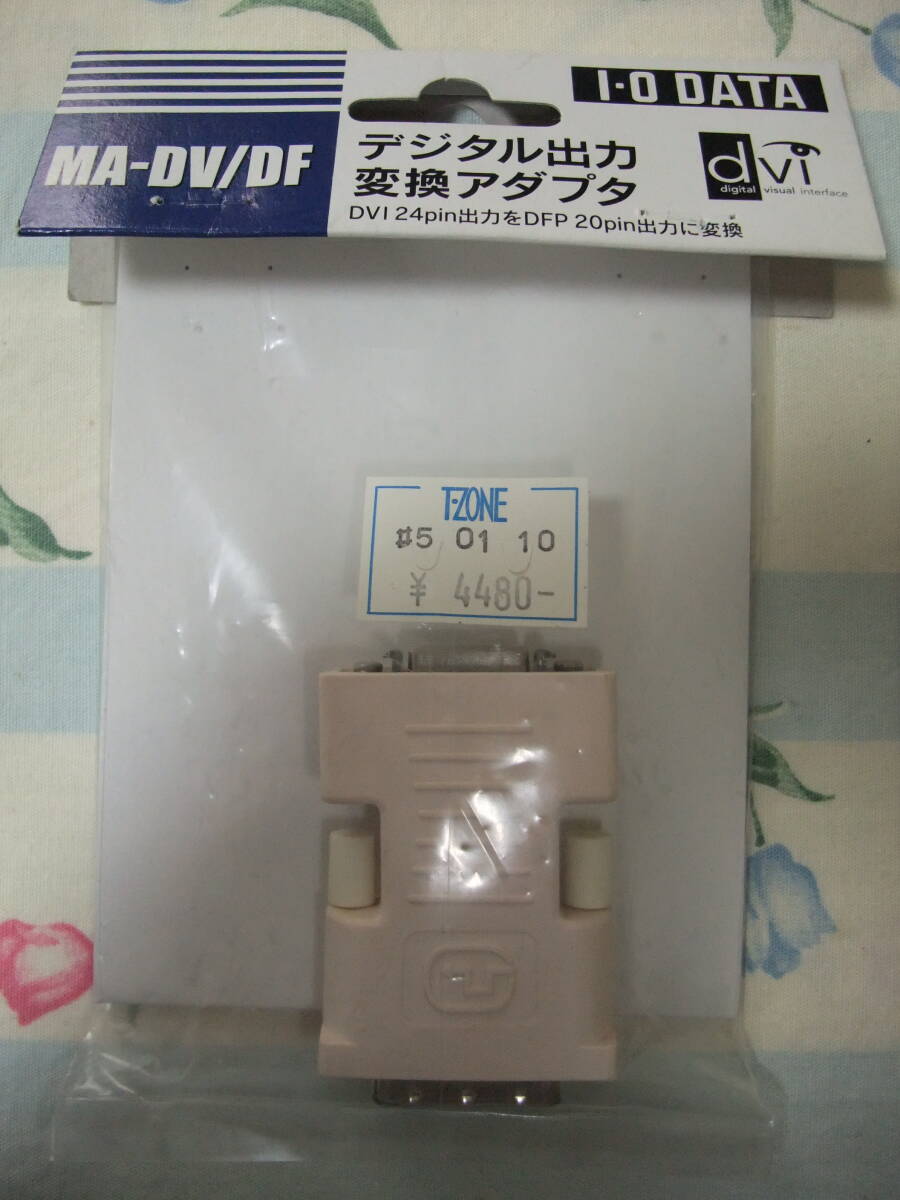 I·O DATA
MA-DV/DF
デジタル出力
変換アダプタ
DVI 24pin出力をDFP 20pin出力に変換
dvi
digital visual interface
T·ZONE
#5 01 10
¥ 4480-